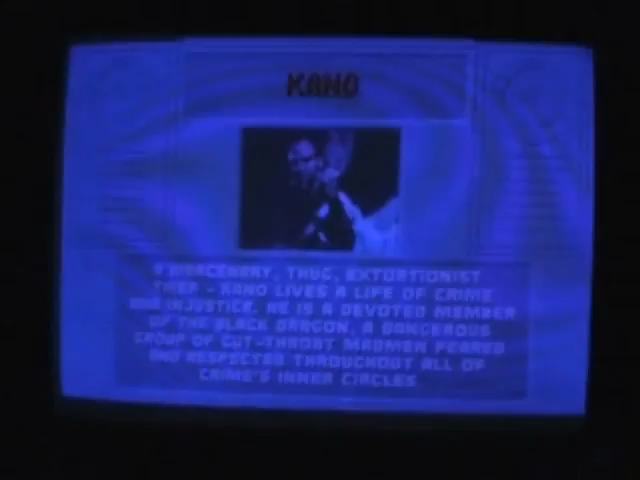 KANO
A MERCENARY, THUG, EXTORTIONIST
THIEF - KANO LIVES A LIFE OF CRIME
AND INJUSTICE. HE IS A DEVOTED MEMBER
OF THE BLACK DRAGON, A DANGEROUS
GROUP OF CUT-THROAT MADMEN FEARED
AND RESPECTED THROUGHOUT ALL OF
CRIME'S INNER CIRCLES